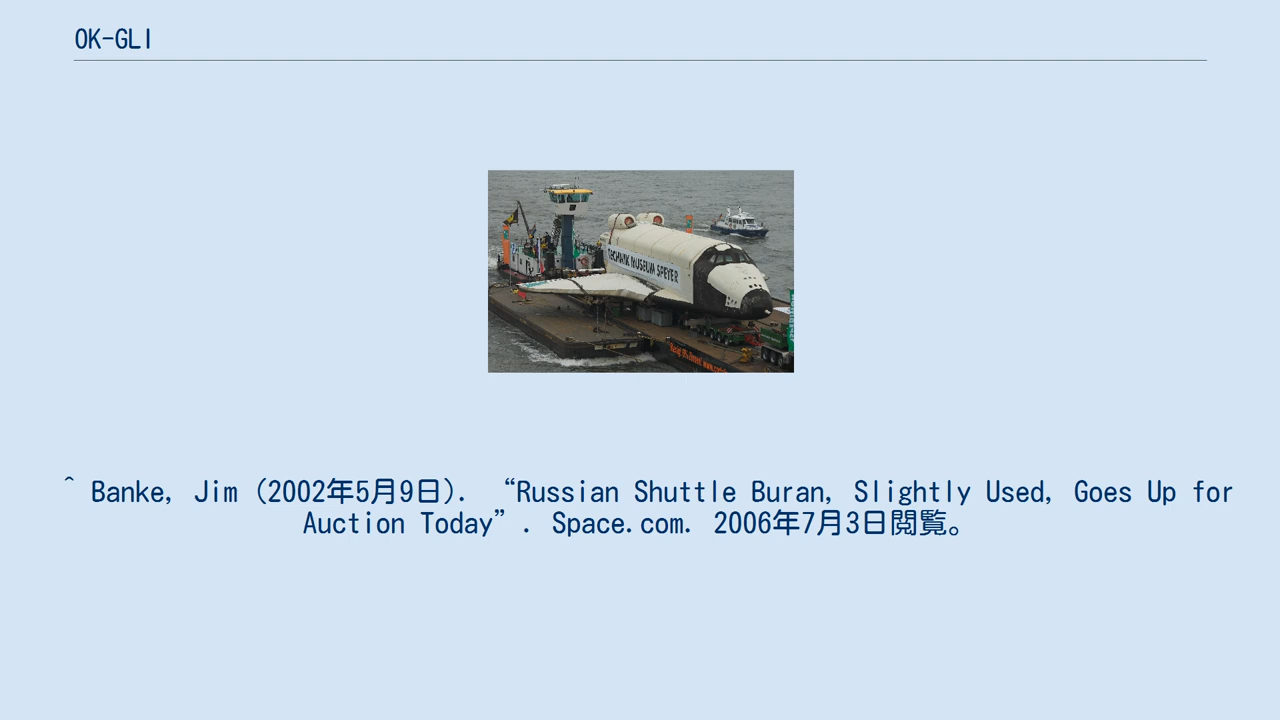 OK-GLI
TECHNIK MUSEUM SPEYER
^ Banke, Jim (2002年5月9日). “Russian Shuttle Buran, Slightly Used, Goes Up for
Auction Today”. Space.com. 2006年7月3日閲覧。